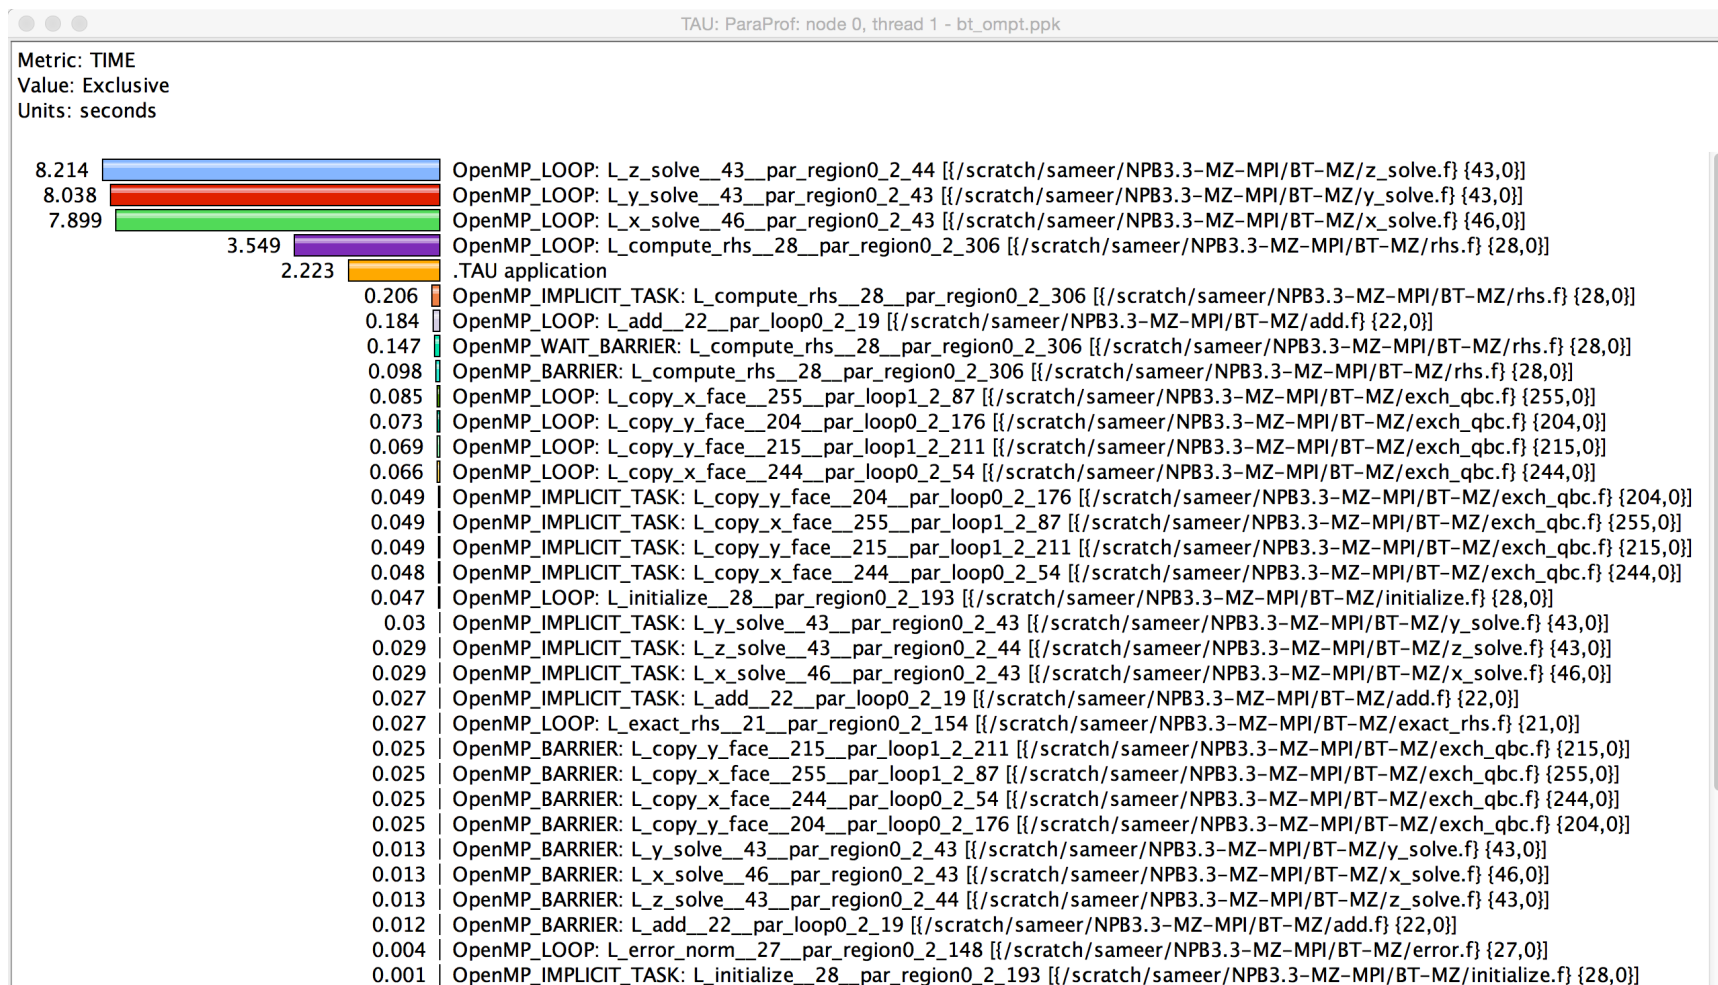 TAU: ParaProf: node 0, thread 1 - bt_ompt.ppk
Metric: TIME
Value: Exclusive
Units: seconds
8.214 OpenMP_LOOP: L_z_solve__43__par_region0_2_44 [{/scratch/sameer/NPB3.3-MZ-MPI/BT-MZ/z_solve.f} {43,0}]
8.038 OpenMP_LOOP: L_y_solve__43__par_region0_2_43 [{/scratch/sameer/NPB3.3-MZ-MPI/BT-MZ/y_solve.f} {43,0}]
7.899 OpenMP_LOOP: L_x_solve__46__par_region0_2_43 [{/scratch/sameer/NPB3.3-MZ-MPI/BT-MZ/x_solve.f} {46,0}]
3.549 OpenMP_LOOP: L_compute_rhs__28__par_region0_2_306 [{/scratch/sameer/NPB3.3-MZ-MPI/BT-MZ/rhs.f} {28,0}]
2.223 .TAU application
0.206 OpenMP_IMPLICIT_TASK: L_compute_rhs__28__par_region0_2_306 [{/scratch/sameer/NPB3.3-MZ-MPI/BT-MZ/rhs.f} {28,0}]
0.184 OpenMP_LOOP: L_add__22__par_loop0_2_19 [{/scratch/sameer/NPB3.3-MZ-MPI/BT-MZ/add.f} {22,0}]
0.147 OpenMP_WAIT_BARRIER: L_compute_rhs__28__par_region0_2_306 [{/scratch/sameer/NPB3.3-MZ-MPI/BT-MZ/rhs.f} {28,0}]
0.098 OpenMP_BARRIER: L_compute_rhs__28__par_region0_2_306 [{/scratch/sameer/NPB3.3-MZ-MPI/BT-MZ/rhs.f} {28,0}]
0.085 OpenMP_LOOP: L_copy_x_face__255__par_loop1_2_87 [{/scratch/sameer/NPB3.3-MZ-MPI/BT-MZ/exch_qbc.f} {255,0}]
0.073 OpenMP_LOOP: L_copy_y_face__204__par_loop0_2_176 [{/scratch/sameer/NPB3.3-MZ-MPI/BT-MZ/exch_qbc.f} {204,0}]
0.069 OpenMP_LOOP: L_copy_y_face__215__par_loop1_2_211 [{/scratch/sameer/NPB3.3-MZ-MPI/BT-MZ/exch_qbc.f} {215,0}]
0.066 OpenMP_LOOP: L_copy_x_face__244__par_loop0_2_54 [{/scratch/sameer/NPB3.3-MZ-MPI/BT-MZ/exch_qbc.f} {244,0}]
0.049 OpenMP_IMPLICIT_TASK: L_copy_y_face__204__par_loop0_2_176 [{/scratch/sameer/NPB3.3-MZ-MPI/BT-MZ/exch_qbc.f} {204,0}]
0.049 OpenMP_IMPLICIT_TASK: L_copy_x_face__255__par_loop1_2_87 [{/scratch/sameer/NPB3.3-MZ-MPI/BT-MZ/exch_qbc.f} {255,0}]
0.049 OpenMP_IMPLICIT_TASK: L_copy_y_face__215__par_loop1_2_211 [{/scratch/sameer/NPB3.3-MZ-MPI/BT-MZ/exch_qbc.f} {215,0}]
0.048 OpenMP_IMPLICIT_TASK: L_copy_x_face__244__par_loop0_2_54 [{/scratch/sameer/NPB3.3-MZ-MPI/BT-MZ/exch_qbc.f} {244,0}]
0.047 OpenMP_LOOP: L_initialize__28__par_region0_2_193 [{/scratch/sameer/NPB3.3-MZ-MPI/BT-MZ/initialize.f} {28,0}]
0.03 OpenMP_IMPLICIT_TASK: L_y_solve__43__par_region0_2_43 [{/scratch/sameer/NPB3.3-MZ-MPI/BT-MZ/y_solve.f} {43,0}]
0.029 OpenMP_IMPLICIT_TASK: L_z_solve__43__par_region0_2_44 [{/scratch/sameer/NPB3.3-MZ-MPI/BT-MZ/z_solve.f} {43,0}]
0.029 OpenMP_IMPLICIT_TASK: L_x_solve__46__par_region0_2_43 [{/scratch/sameer/NPB3.3-MZ-MPI/BT-MZ/x_solve.f} {46,0}]
0.027 OpenMP_IMPLICIT_TASK: L_add__22__par_loop0_2_19 [{/scratch/sameer/NPB3.3-MZ-MPI/BT-MZ/add.f} {22,0}]
0.027 OpenMP_LOOP: L_exact_rhs__21__par_region0_2_154 [{/scratch/sameer/NPB3.3-MZ-MPI/BT-MZ/exact_rhs.f} {21,0}]
0.025 OpenMP_BARRIER: L_copy_y_face__215__par_loop1_2_211 [{/scratch/sameer/NPB3.3-MZ-MPI/BT-MZ/exch_qbc.f} {215,0}]
0.025 OpenMP_BARRIER: L_copy_x_face__255__par_loop1_2_87 [{/scratch/sameer/NPB3.3-MZ-MPI/BT-MZ/exch_qbc.f} {255,0}]
0.025 OpenMP_BARRIER: L_copy_x_face__244__par_loop0_2_54 [{/scratch/sameer/NPB3.3-MZ-MPI/BT-MZ/exch_qbc.f} {244,0}]
0.025 OpenMP_BARRIER: L_copy_y_face__204__par_loop0_2_176 [{/scratch/sameer/NPB3.3-MZ-MPI/BT-MZ/exch_qbc.f} {204,0}]
0.013 OpenMP_BARRIER: L_y_solve__43__par_region0_2_43 [{/scratch/sameer/NPB3.3-MZ-MPI/BT-MZ/y_solve.f} {43,0}]
0.013 OpenMP_BARRIER: L_x_solve__46__par_region0_2_43 [{/scratch/sameer/NPB3.3-MZ-MPI/BT-MZ/x_solve.f} {46,0}]
0.013 OpenMP_BARRIER: L_z_solve__43__par_region0_2_44 [{/scratch/sameer/NPB3.3-MZ-MPI/BT-MZ/z_solve.f} {43,0}]
0.012 OpenMP_BARRIER: L_add__22__par_loop0_2_19 [{/scratch/sameer/NPB3.3-MZ-MPI/BT-MZ/add.f} {22,0}]
0.004 OpenMP_LOOP: L_error_norm__27__par_region0_2_148 [{/scratch/sameer/NPB3.3-MZ-MPI/BT-MZ/error.f} {27,0}]
0.001 OpenMP_IMPLICIT_TASK: L_initialize__28__par_region0_2_193 [{/scratch/sameer/NPB3.3-MZ-MPI/BT-MZ/initialize.f} {28,0}]